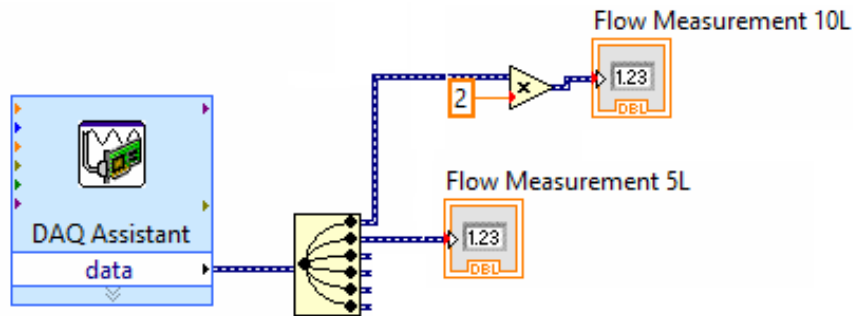 Flow Measurement 10L
1.23
DBL
2
Flow Measurement 5L
1.23
DBL
DAQ Assistant
data